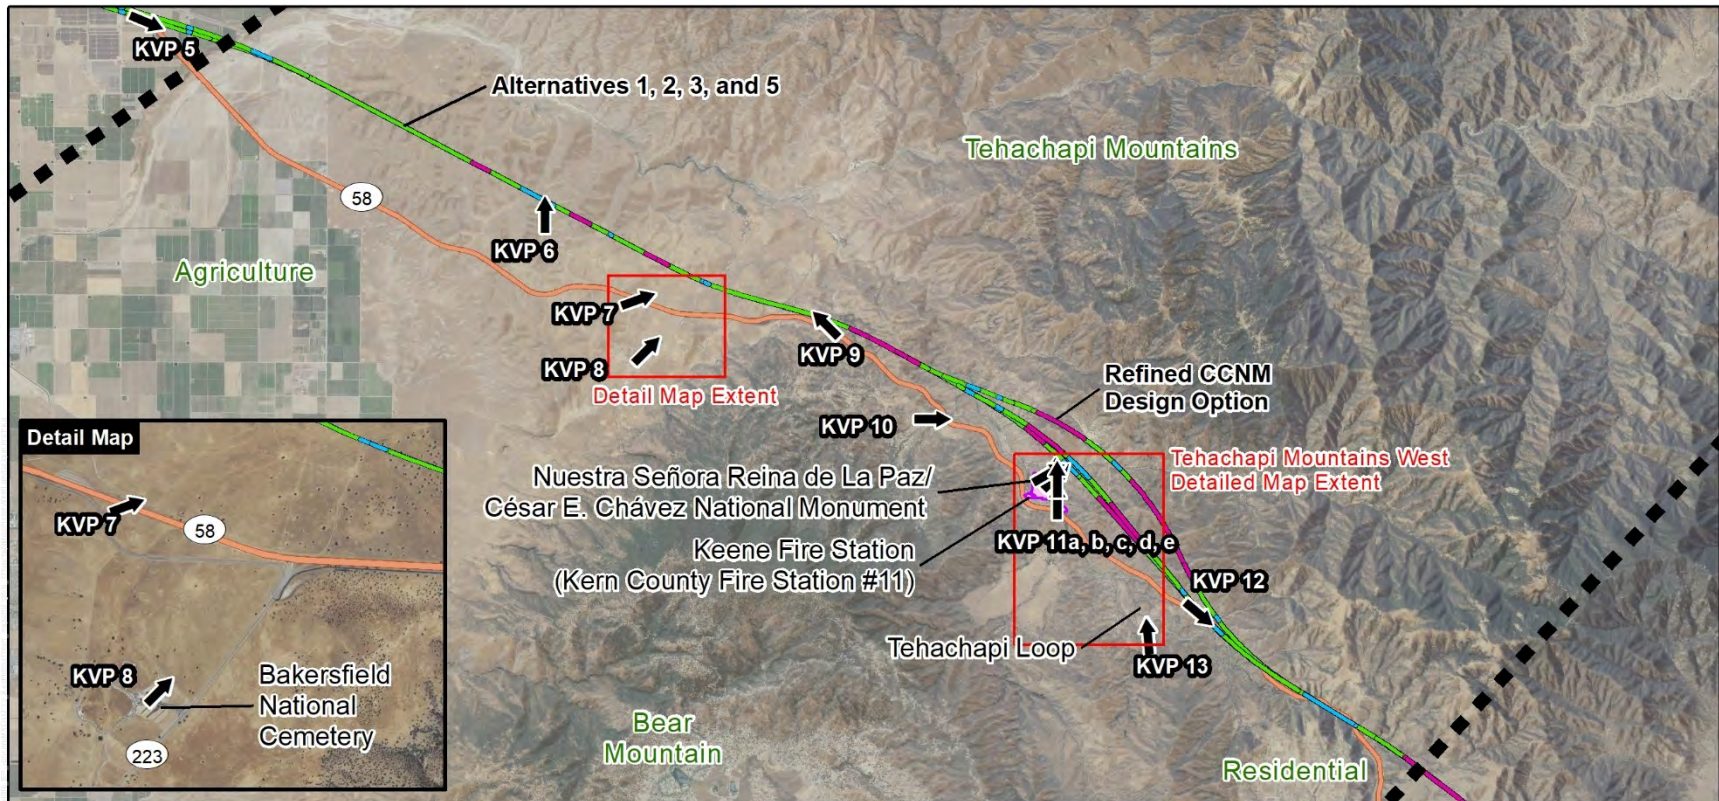 KVP 5
Alternatives 1, 2, 3, and 5
Tehachapi Mountains
58
KVP 6
Agriculture
KVP 7
KVP 8
KVP 9
Detail Map Extent
Refined CCNM
Design Option
KVP 10
Tehachapi Mountains West
Detailed Map Extent
Nuestra Señora Reina de La Paz/
César E. Chávez National Monument
KVP 11a, b, c, d, e
Keene Fire Station
(Kern County Fire Station #11)
KVP 12
Tehachapi Loop
KVP 13
Bear
Mountain
Residential
Detail Map
KVP 7
58
KVP 8
Bakersfield
National
Cemetery
223